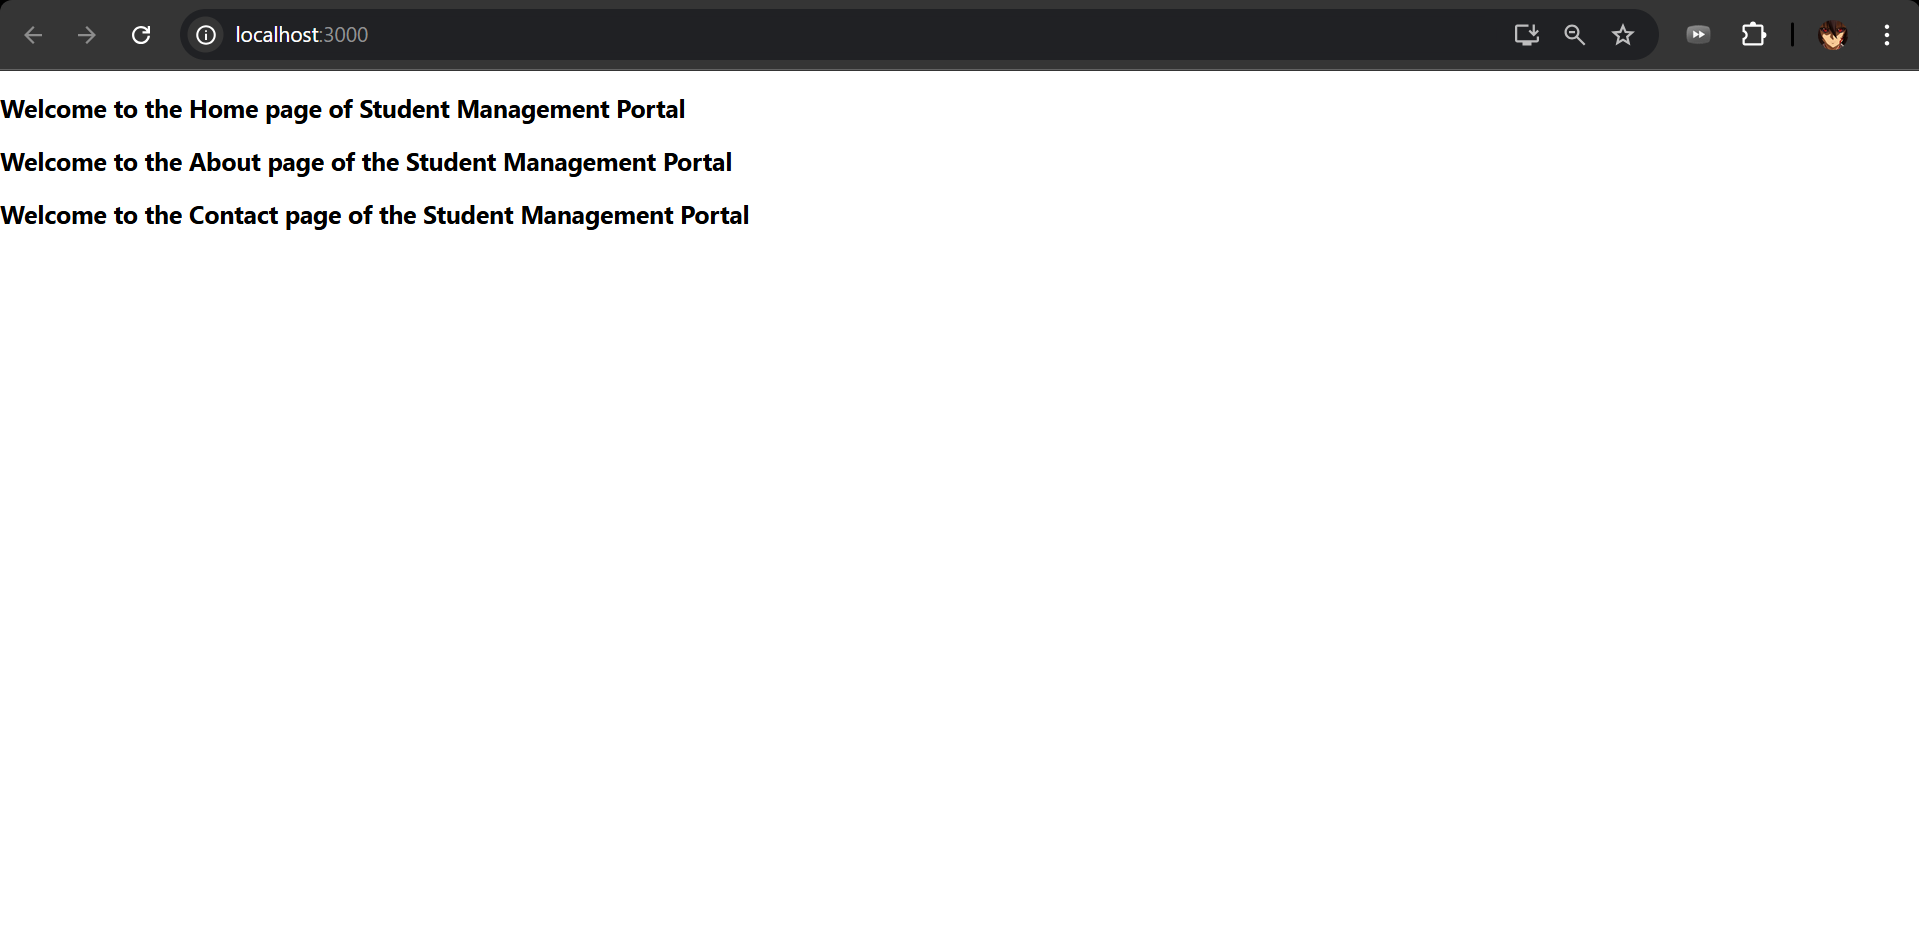 localhost:3000
Welcome to the Home page of Student Management Portal
Welcome to the About page of the Student Management Portal
Welcome to the Contact page of the Student Management Portal